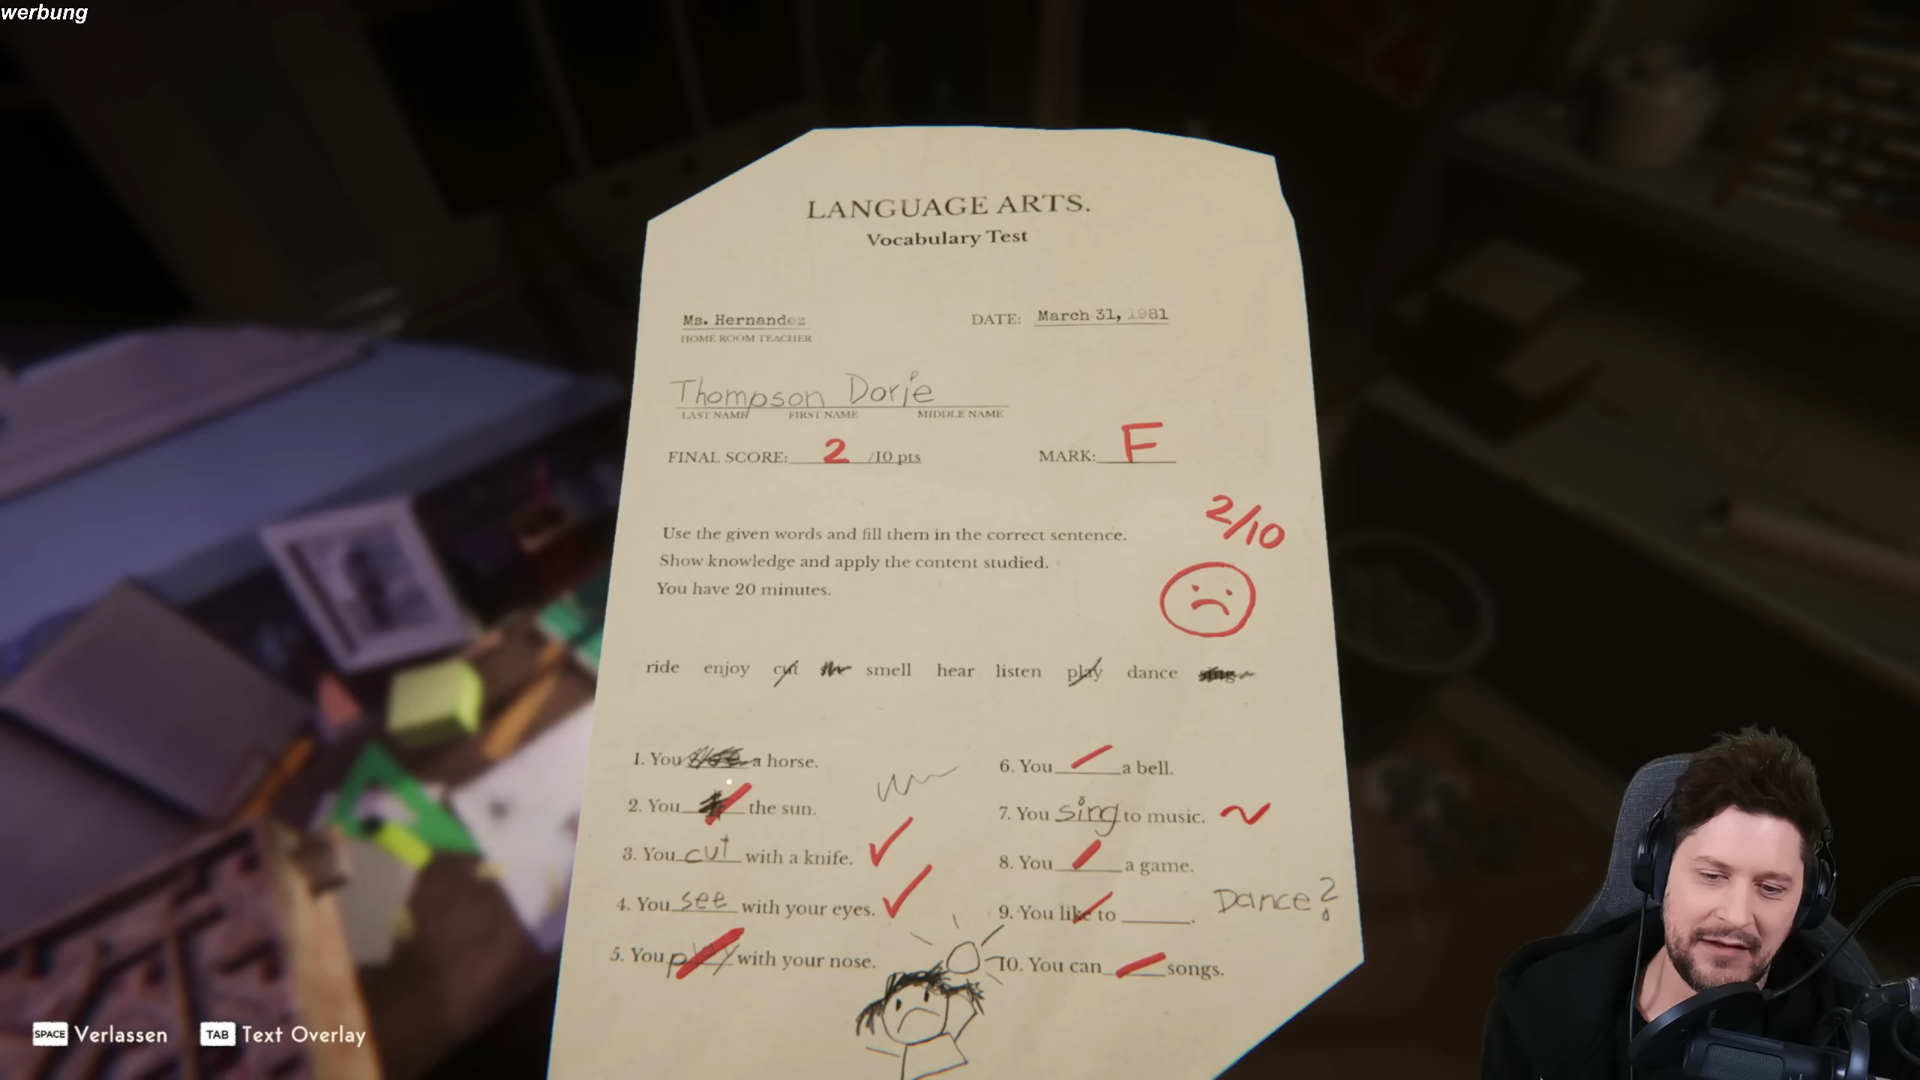 werbung
LANGUAGE ARTS.
Vocabulary Test
Ms. Hernandez
HOME ROOM TEACHER
DATE: March 31, 1981
Thompson Dorie
LAST NAME FIRST NAME MIDDLE NAME
FINAL SCORE: 2 /10 pts
MARK: F
2/10
Use the given words and fill them in the correct sentence.
Show knowledge and apply the content studied.
You have 20 minutes.
ride enjoy cut smell hear listen play dance sing
1. You a horse.
2. You the sun.
3. You cut with a knife.
4. You see with your eyes.
5. You play with your nose.
6. You a bell.
7. You sing to music.
8. You a game.
9. You like to .
Dance?
10. You can songs.
SPACE Verlassen TAB Text Overlay